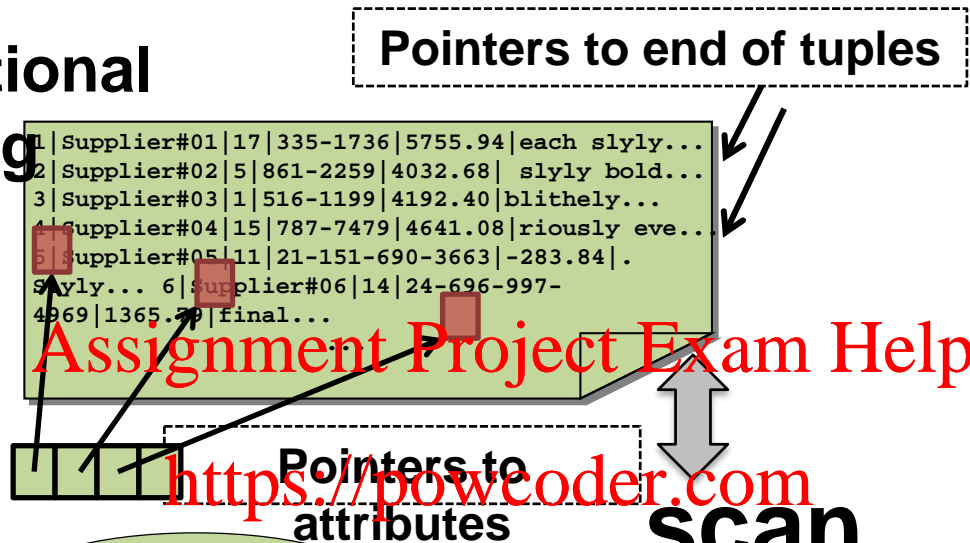 tional
g
Pointers to end of tuples
1|Supplier#01|17|335-1736|5755.94|each slyly...
2|Supplier#02|5|861-2259|4032.68| slyly bold...
3|Supplier#03|1|516-1199|4192.40|blithely...
4|Supplier#04|15|787-7479|4641.08|riously eve...
5|Supplier#05|11|21-151-690-3663|-283.84|.
Slyly... 6|Supplier#06|14|24-696-997-
4969|1365.79|final...
...
Assignment Project Exam Help
Pointers to
attributes
https://powcoder.com
scan